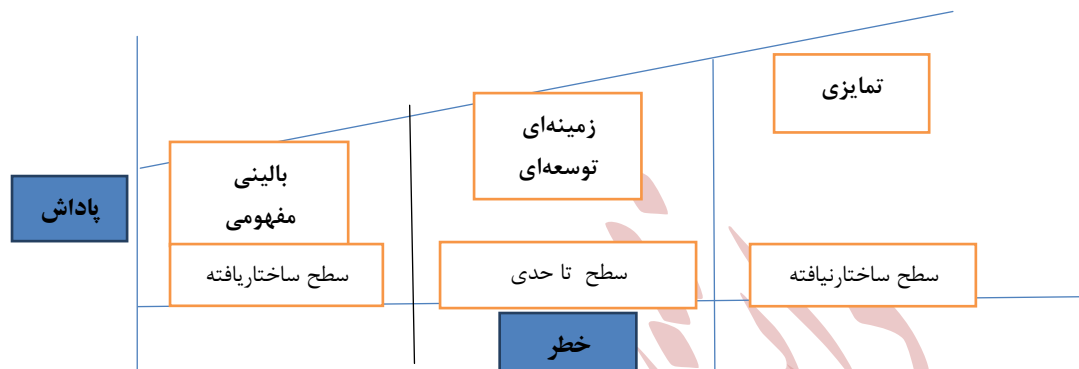 تمایزی
زمینه‌ای
توسعه‌ای
بالینی
مفهومی
پاداش
سطح ساختارنیافته
سطح تا حدی
سطح ساختاریافته
خطر